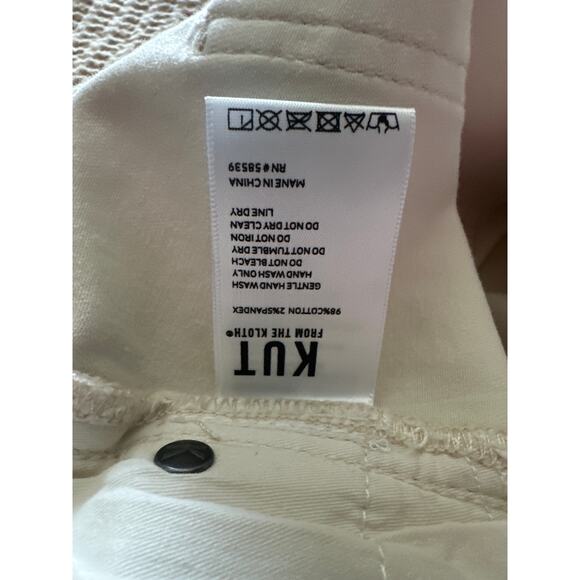 KUT
FROM THE KLOTH®
98%COTTON 2%SPANDEX
GENTLE HAND WASH
HAND WASH ONLY
DO NOT BLEACH
DO NOT TUMBLE DRY
DO NOT IRON
DO NOT DRY CLEAN
LINE DRY
MANE IN CHINA
RN # 58539